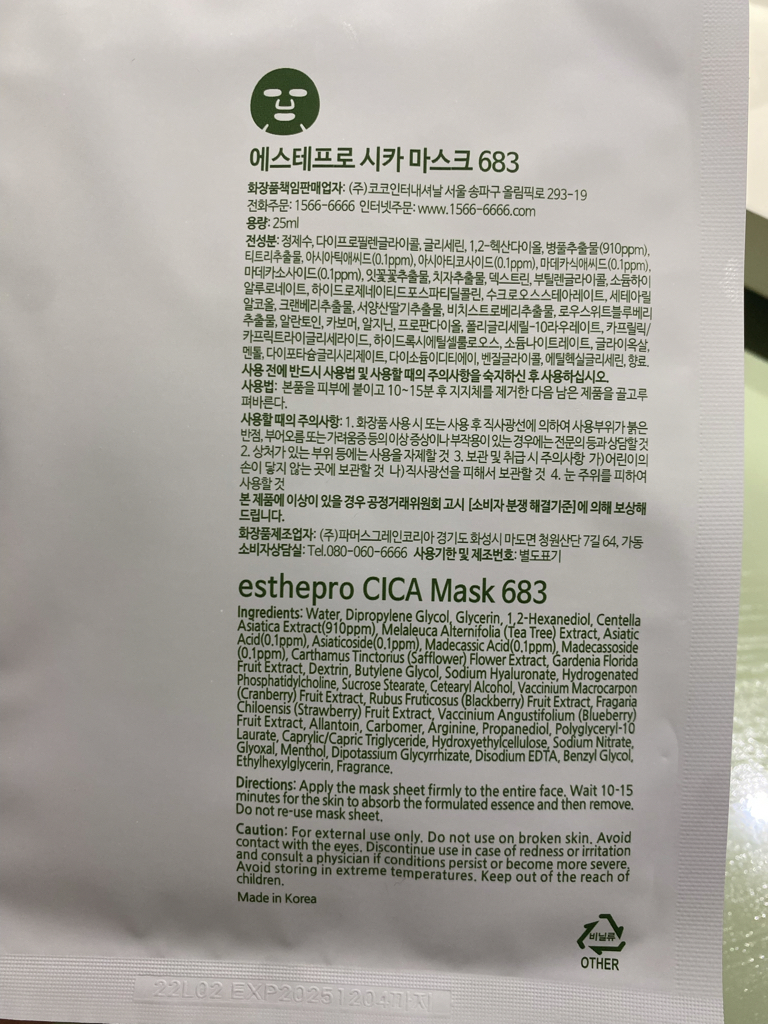 에스테프로 시카 마스크 683
화장품책임판매업자: (주)코코인터내셔날 서울 송파구 올림픽로 293-19
전화주문: 1566-6666 인터넷주문: www.1566-6666.com
용량: 25ml
전성분: 정제수, 다이프로필렌글라이콜, 글리세린, 1,2-헥산다이올, 병풀추출물(910ppm),
티트리추출물, 아시아틱애씨드(0.1ppm), 아시아티코사이드(0.1ppm), 마데카식애씨드(0.1ppm),
마데카소사이드(0.1ppm), 잇꽃꽃추출물, 치자추출물, 덱스트린, 부틸렌글라이콜, 소듐하이
알루로네이트, 하이드로제네이티드포스파티딜콜린, 수크로오스스테아레이트, 세테아릴
알코올, 크랜베리추출물, 서양산딸기추출물, 비치스트로베리추출물, 로우스위트블루베리
추출물, 알란토인, 카보머, 알지닌, 프로판다이올, 폴리글리세릴-10라우레이트, 카프릴릭/
카프릭트라이글리세라이드, 하이드록시에틸셀룰로오스, 소듐나이트레이트, 글라이옥살,
멘톨, 다이포타슘글리시리제이트, 다이소듐이디티에이, 벤질글라이콜, 에틸헥실글리세린, 향료.
사용 전에 반드시 사용법 및 사용할 때의 주의사항을 숙지하신 후 사용하십시오.
사용법: 본품을 피부에 붙이고 10~15분 후 지지체를 제거한 다음 남은 제품을 골고루
펴바른다.
사용할 때의 주의사항: 1. 화장품 사용 시 또는 사용 후 직사광선에 의하여 사용부위가 붉은
반점, 부어오름 또는 가려움증 등의 이상 증상이나 부작용이 있는 경우에는 전문의 등과 상담할 것
2. 상처가 있는 부위 등에는 사용을 자제할 것 3. 보관 및 취급 시 주의사항 가)어린이의
손이 닿지 않는 곳에 보관할 것 나)직사광선을 피해서 보관할 것 4. 눈 주위를 피하여
사용할 것
본 제품에 이상이 있을 경우 공정거래위원회 고시 [소비자 분쟁 해결기준]에 의해 보상해
드립니다.
화장품제조업자: (주)파머스그레인코리아 경기도 화성시 마도면 청원산단 7길 64, 가동
소비자상담실: Tel.080-060-6666 사용기한 및 제조번호: 별도표기
esthepro CICA Mask 683
Ingredients: Water, Dipropylene Glycol, Glycerin, 1,2-Hexanediol, Centella
Asiatica Extract(910ppm), Melaleuca Alternifolia (Tea Tree) Extract, Asiatic
Acid(0.1ppm), Asiaticoside(0.1ppm), Madecassic Acid(0.1ppm), Madecassoside
(0.1ppm), Carthamus Tinctorius (Safflower) Flower Extract, Gardenia Florida
Fruit Extract, Dextrin, Butylene Glycol, Sodium Hyaluronate, Hydrogenated
Phosphatidylcholine, Sucrose Stearate, Cetearyl Alcohol, Vaccinium Macrocarpon
(Cranberry) Fruit Extract, Rubus Fruticosus (Blackberry) Fruit Extract, Fragaria
Chiloensis (Strawberry) Fruit Extract, Vaccinium Angustifolium (Blueberry)
Fruit Extract, Allantoin, Carbomer, Arginine, Propanediol, Polyglyceryl-10
Laurate, Caprylic/Capric Triglyceride, Hydroxyethylcellulose, Sodium Nitrate,
Glyoxal, Menthol, Dipotassium Glycyrrhizate, Disodium EDTA, Benzyl Glycol,
Ethylhexylglycerin, Fragrance.
Directions: Apply the mask sheet firmly to the entire face. Wait 10-15
minutes for the skin to absorb the formulated essence and then remove.
Do not re-use mask sheet.
Caution: For external use only. Do not use on broken skin. Avoid
contact with the eyes. Discontinue use in case of redness or irritation
and consult a physician if conditions persist or become more severe.
Avoid storing in extreme temperatures. Keep out of the reach of
children.
Made in Korea
비닐류
OTHER
22L02 EXP20251204까지